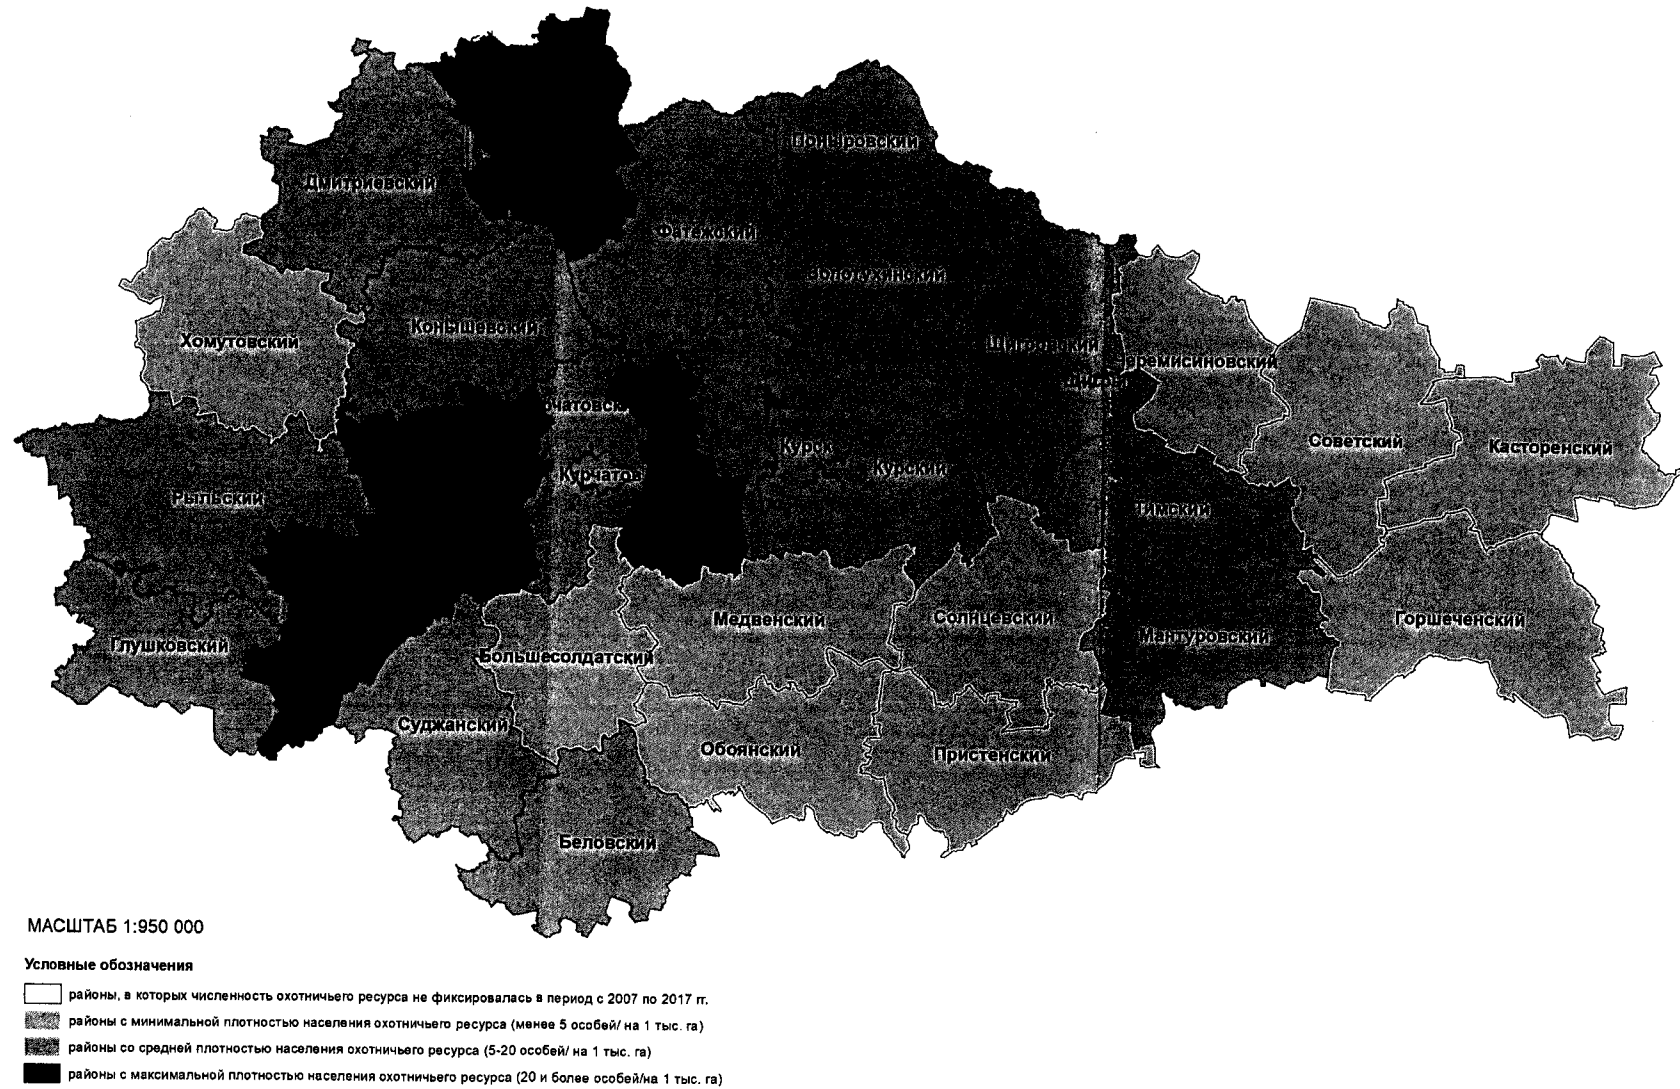 Поныровский
Дмитриевский
Фатежский
Золотухинский
Конышевский
Хомутовский
Щигровский
Черемисиновский
Советский
Касторенский
Курск
Курский
Курчатов
Рыльский
Тимский
Медвенский
Солнцевский
Горшеченский
Мантуровский
Глушковский
Большесолдатский
Суджанский
Обоянский
Пристенский
Беловский
МАСШТАБ 1:950 000
Условные обозначения
районы, в которых численность охотничьего ресурса не фиксировалась в период с 2007 по 2017 гг.
районы с минимальной плотностью населения охотничьего ресурса (менее 5 особей/ на 1 тыс. га)
районы со средней плотностью населения охотничьего ресурса (5-20 особей/ на 1 тыс. га)
районы с максимальной плотностью населения охотничьего ресурса (20 и более особей/на 1 тыс. га)